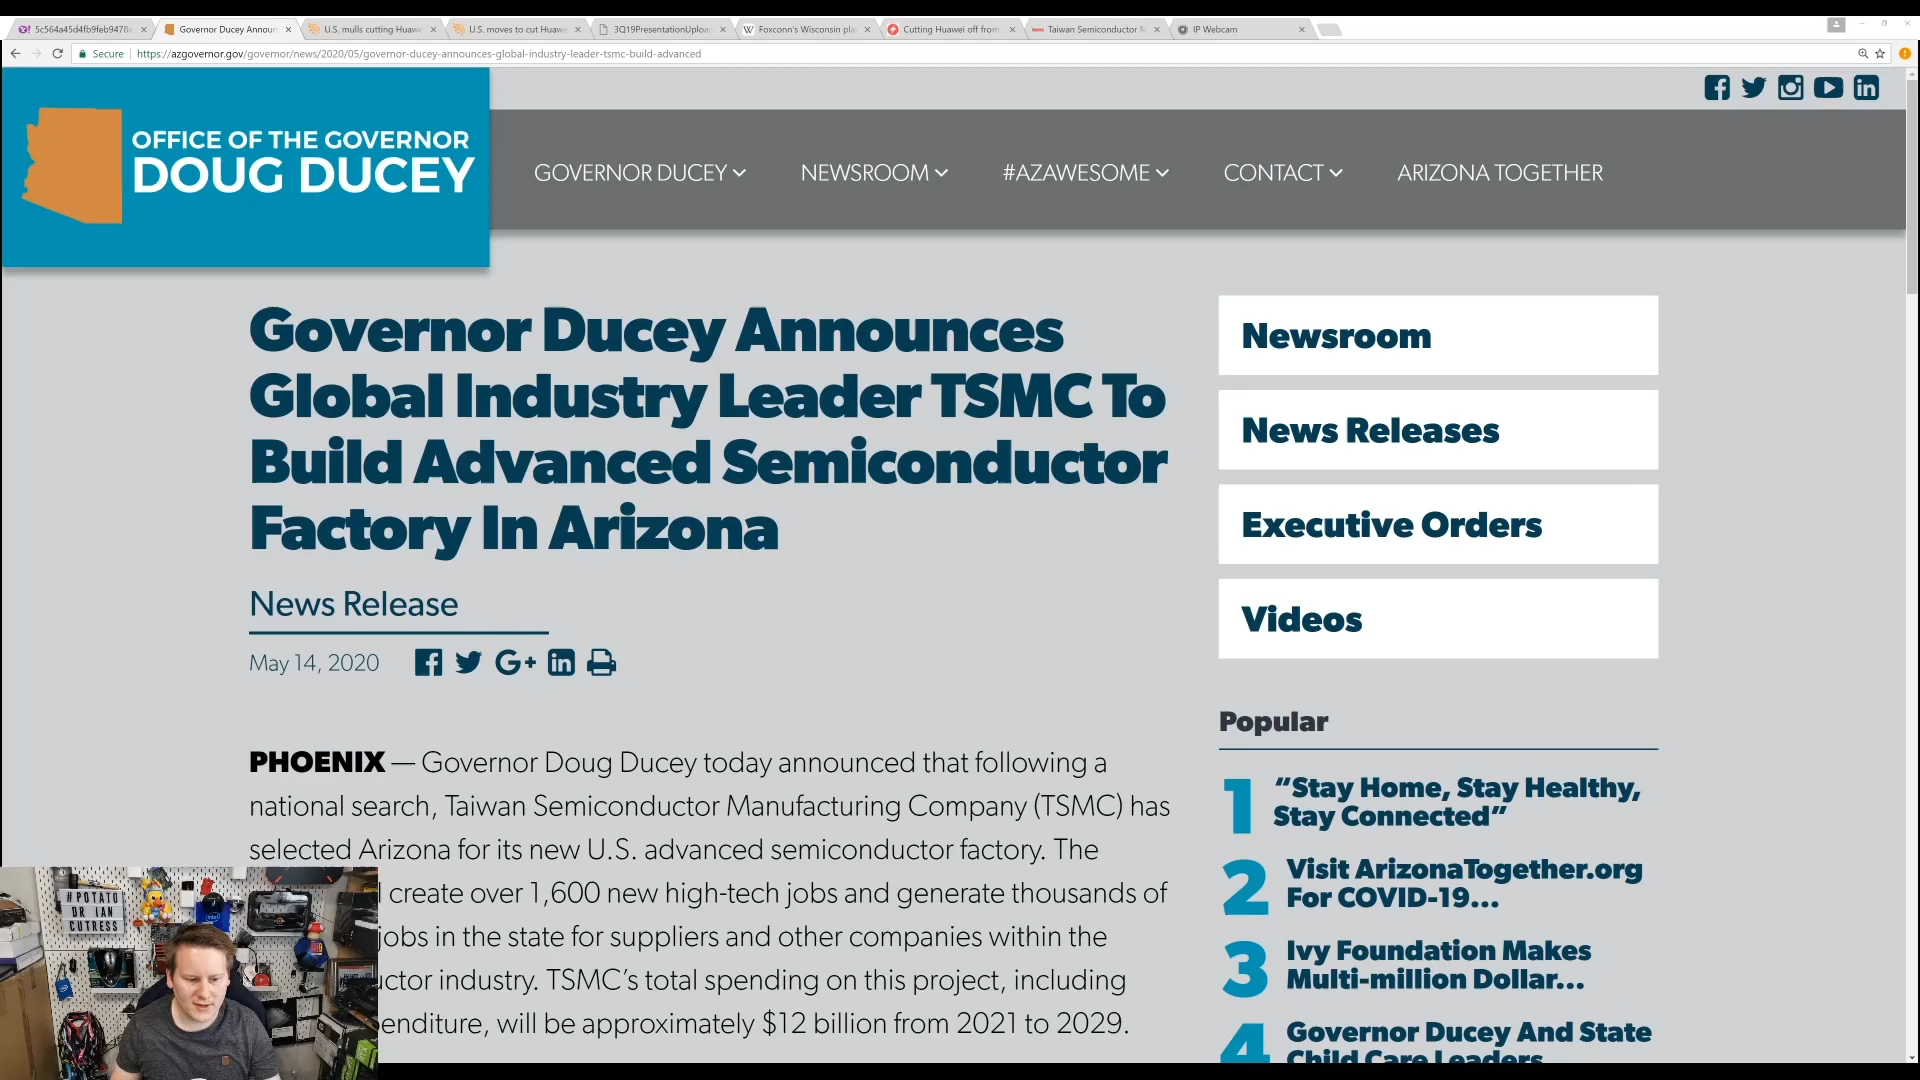 5c564a45d4fb9feb9478a
Governor Ducey Announ
U.S. mulls cutting Huawe
U.S. moves to cut Huawe
3Q19PresentationUploa
Foxconn's Wisconsin pla
Cutting Huawei off from
Taiwan Semiconductor M
IP Webcam
Secure
https://azgovernor.gov/governor/news/2020/05/governor-ducey-announces-global-industry-leader-tsmc-build-advanced
OFFICE OF THE GOVERNOR
DOUG DUCEY
GOVERNOR DUCEY
NEWSROOM
#AZAWESOME
CONTACT
ARIZONA TOGETHER
Governor Ducey Announces
Global Industry Leader TSMC To
Build Advanced Semiconductor
Factory In Arizona
News Release
May 14, 2020
PHOENIX — Governor Doug Ducey today announced that following a
national search, Taiwan Semiconductor Manufacturing Company (TSMC) has
selected Arizona for its new U.S. advanced semiconductor factory. The
create over 1,600 new high-tech jobs and generate thousands of
jobs in the state for suppliers and other companies within the
uctor industry. TSMC's total spending on this project, including
enditure, will be approximately $12 billion from 2021 to 2029.
Newsroom
News Releases
Executive Orders
Videos
Popular
1 "Stay Home, Stay Healthy,
Stay Connected"
2 Visit ArizonaTogether.org
For COVID-19...
3 Ivy Foundation Makes
Multi-million Dollar...
4 Governor Ducey And State
Child Care Leaders
#POTATO
DR IAN
CUTRESS
intel